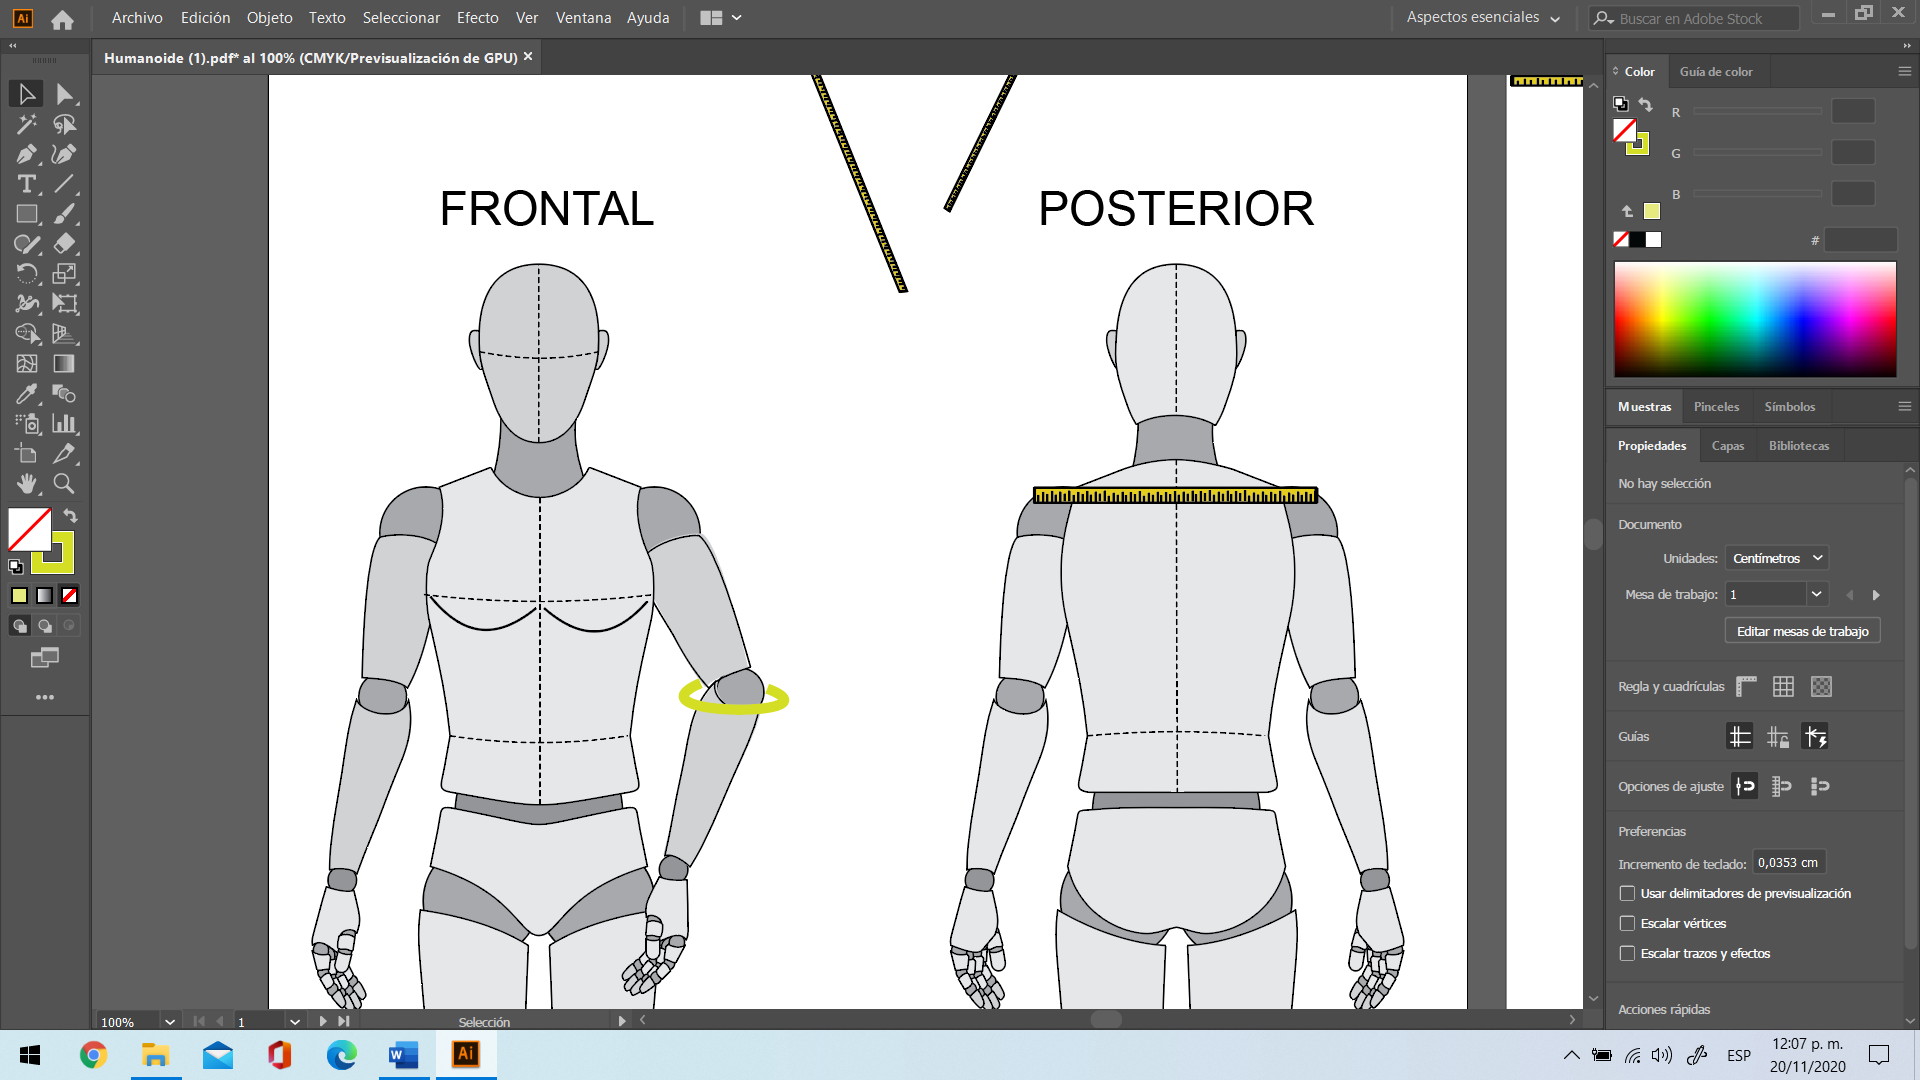 Ai
Archivo Edición Objeto Texto Seleccionar Efecto Ver Ventana Ayuda
Aspectos esenciales
Buscar en Adobe Stock
Humanoide (1).pdf* al 100% (CMYK/Previsualización de GPU)
FRONTAL
POSTERIOR
Color
Guía de color
R
G
B
#
Muestras
Pinceles
Símbolos
Propiedades
Capas
Bibliotecas
No hay selección
Documento
Unidades: Centímetros
Mesa de trabajo: 1
Editar mesas de trabajo
Regla y cuadrículas
Guías
Opciones de ajuste
Preferencias
Incremento de teclado: 0,0353 cm
Usar delimitadores de previsualización
Escalar vértices
Escalar trazos y efectos
Acciones rápidas
100%
1
Selección
Ai
ESP
12:07 p. m.
20/11/2020